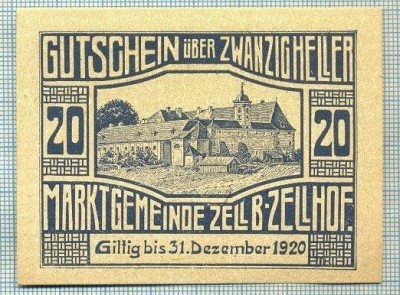 GUTSCHEIN ÜBER ZWANZIG HELLER
20 20
MARKTGEMEINDE ZELL B. ZELLHOF.
Giltig bis 31. Dezember 1920